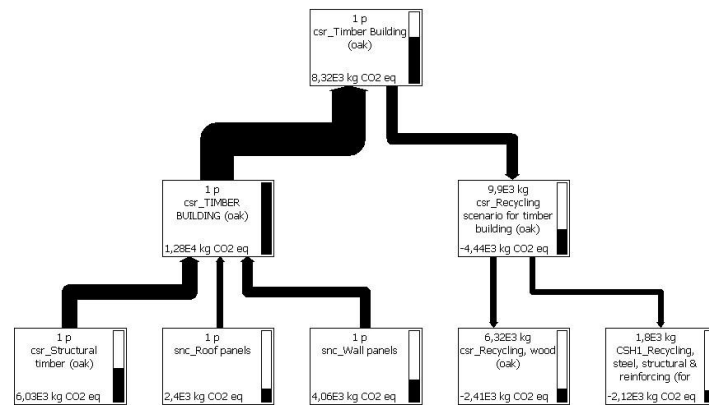 1 p
csr_Timber Building
(oak)
8,32E3 kg CO2 eq
1 p
csr_TIMBER
BUILDING (oak)
1,28E4 kg CO2 eq
9,9E3 kg
csr_Recycling
scenario for timber
building (oak)
-4,44E3 kg CO2 eq
1 p
csr_Structural
timber (oak)
6,03E3 kg CO2 eq
1 p
snc_Roof panels
2,4E3 kg CO2 eq
1 p
snc_Wall panels
4,06E3 kg CO2 eq
6,32E3 kg
csr_Recycling, wood
(oak)
-2,41E3 kg CO2 eq
1,8E3 kg
CSH1_Recycling,
steel, structural &
reinforcing (for
-2,12E3 kg CO2 eq